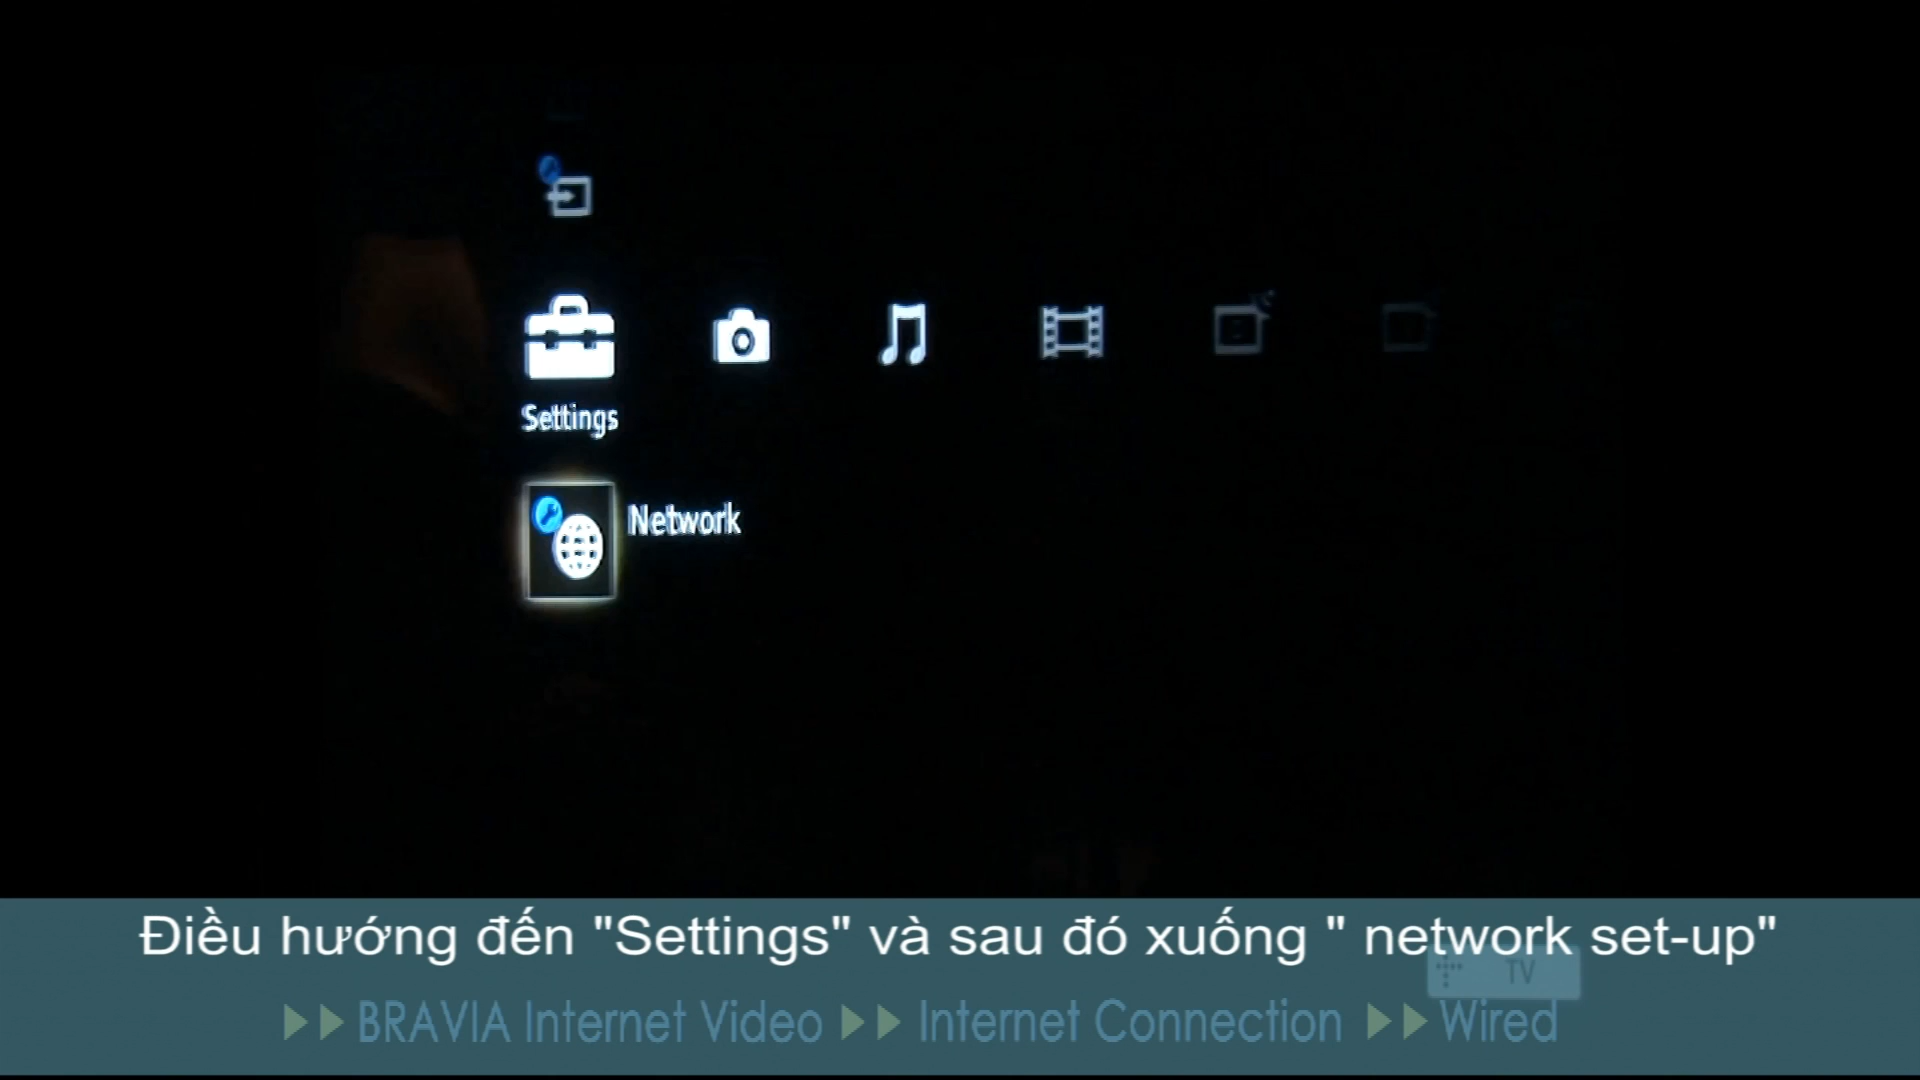 Settings
Network
Điều hướng đến "Settings" và sau đó xuống " network set-up"
TV
BRAVIA Internet Video Internet Connection Wired